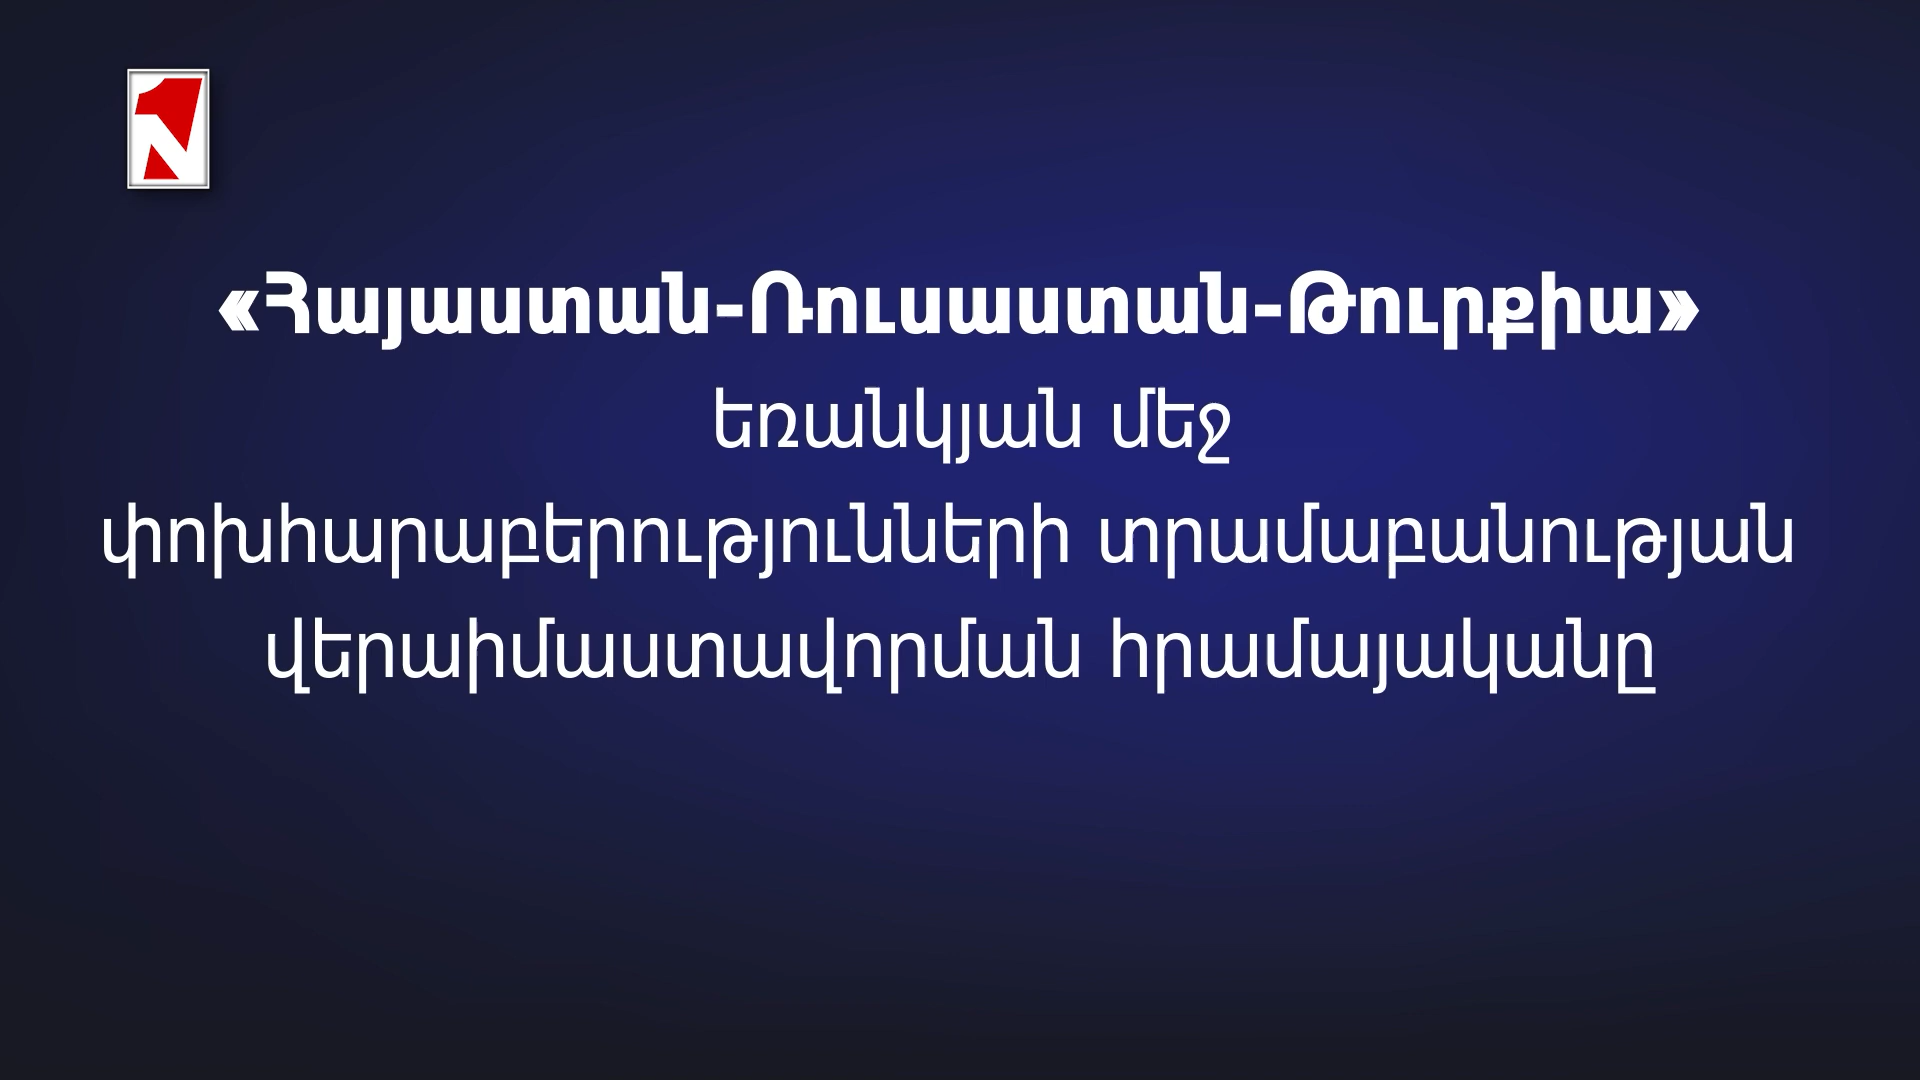 «Հայաստան-Ռուսաստան-Թուրքիա»
եռանկյան մեջ
փոխհարաբերությունների տրամաբանության
վերաիմաստավորման հրամայականը